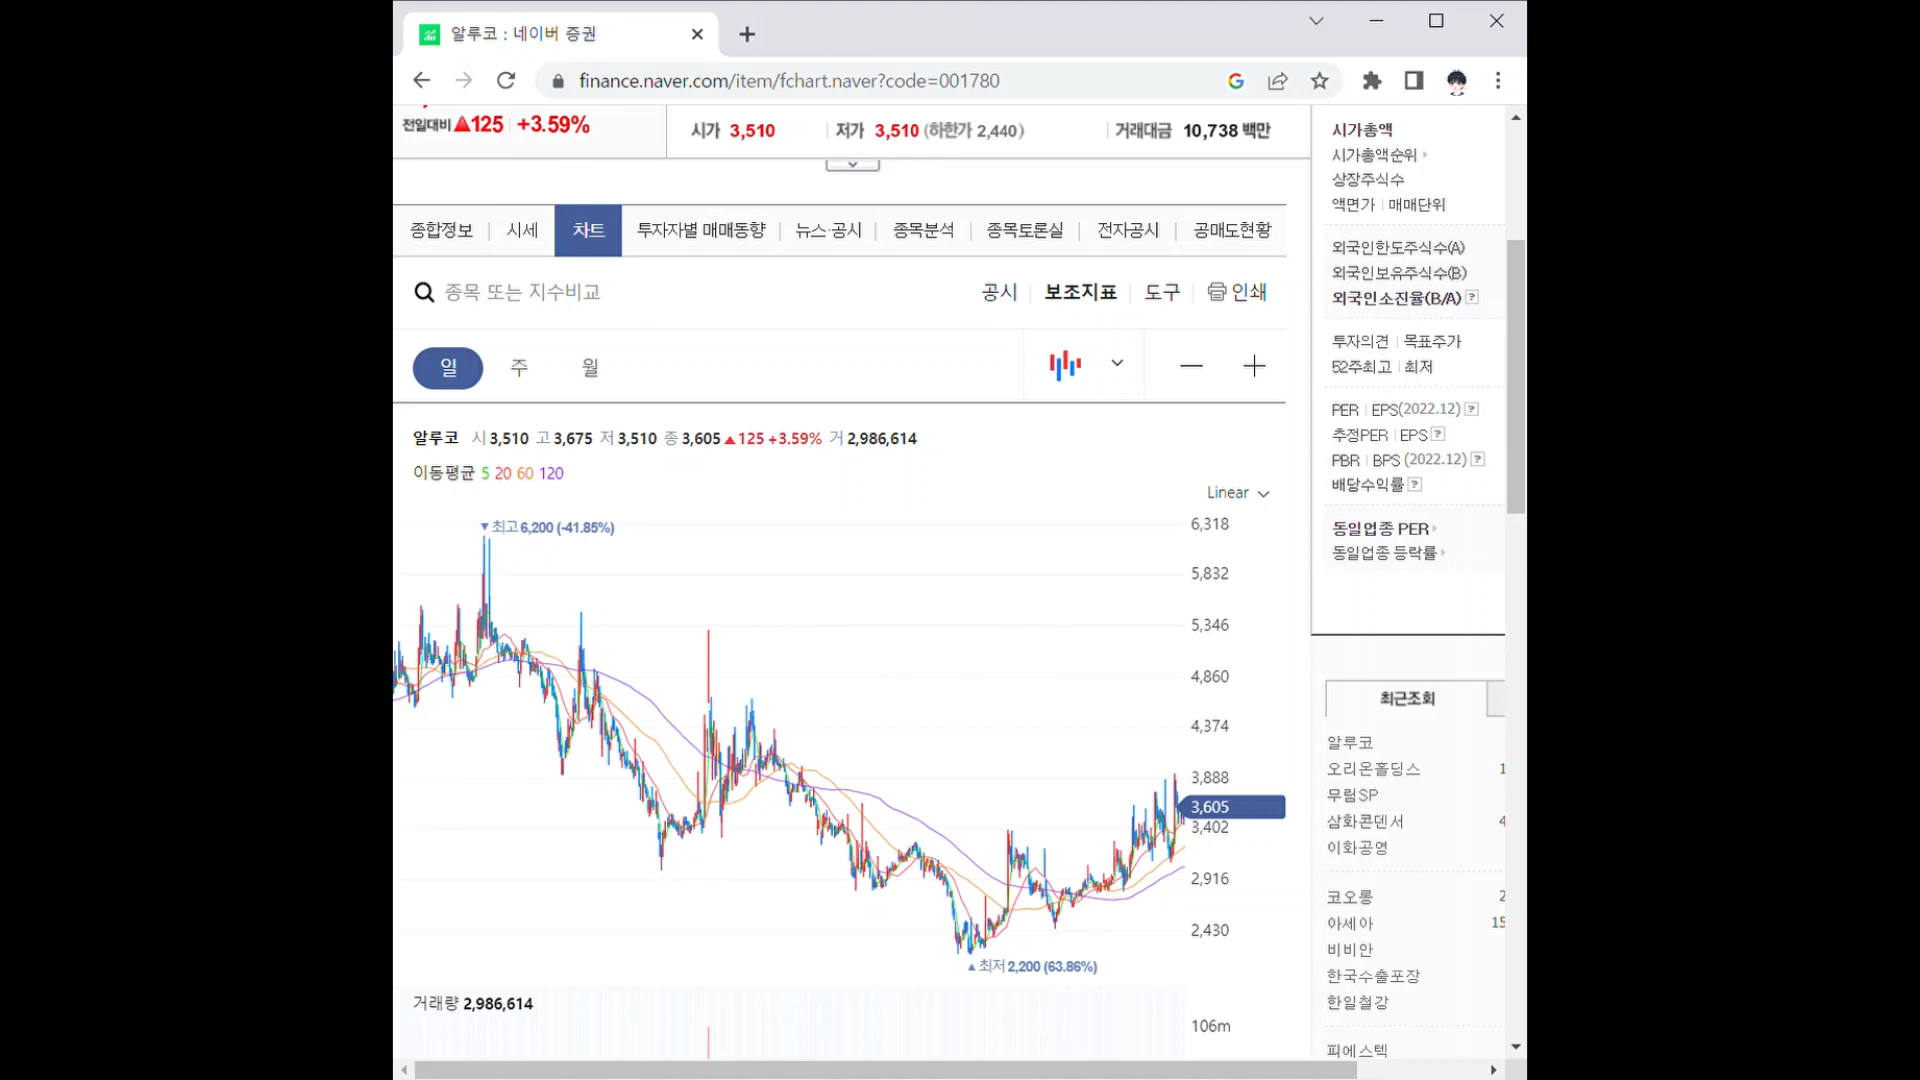 알루코 : 네이버 증권
finance.naver.com/item/fchart.naver?code=001780
전일대비 ▲125 +3.59%
시가 3,510 저가 3,510 (하한가 2,440) 거래대금 10,738 백만
종합정보 시세 차트 투자자별 매매동향 뉴스·공시 종목분석 종목토론실 전자공시 공매도현황
종목 또는 지수비교
공시 보조지표 도구 인쇄
일 주 월
알루코 시 3,510 고 3,675 저 3,510 종 3,605 ▲125 +3.59% 거 2,986,614
이동평균 5 20 60 120
Linear
▼최고 6,200 (-41.85%)
6,318
5,832
5,346
4,860
4,374
3,888
3,605
3,402
2,916
2,430
▲최저 2,200 (63.86%)
거래량 2,986,614
106m
시가총액
시가총액순위
상장주식수
액면가 매매단위
외국인한도주식수(A)
외국인보유주식수(B)
외국인소진율(B/A) ?
투자의견 목표주가
52주최고 최저
PER EPS(2022.12) ?
추정PER EPS ?
PBR BPS (2022.12) ?
배당수익률 ?
동일업종 PER
동일업종 등락률
최근조회
알루코
오리온홀딩스 1
무림SP
삼화콘덴서 4
이화공영
코오롱 2
아세아 15
비비안
한국수출포장
한일철강
피에스텍